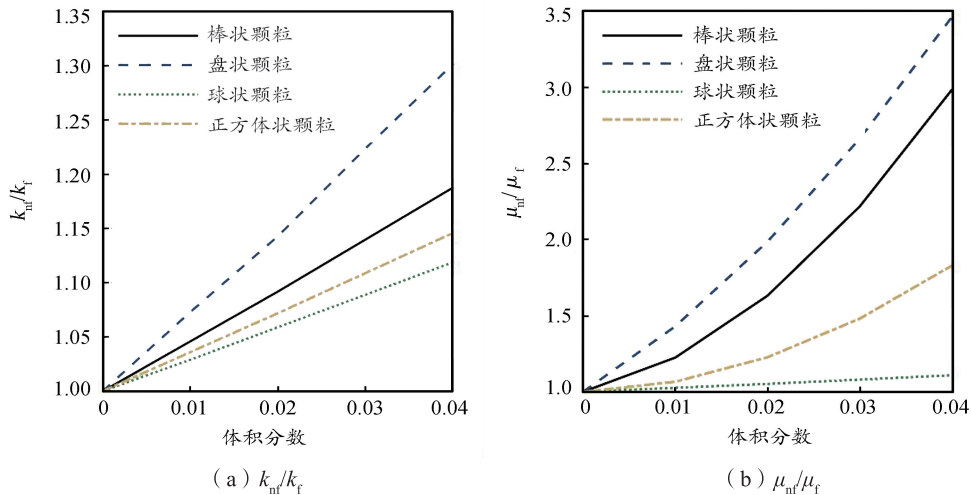 1.35
1.30
1.25
1.20
1.15
1.10
1.05
1.00
k_nf/k_f
棒状颗粒
盘状颗粒
球状颗粒
正方体状颗粒
0 0.01 0.02 0.03 0.04
体积分数
(a) k_nf/k_f
3.5
3.0
2.5
2.0
1.5
1.0
μ_nf/μ_f
棒状颗粒
盘状颗粒
球状颗粒
正方体状颗粒
0 0.01 0.02 0.03 0.04
体积分数
(b) μ_nf/μ_f